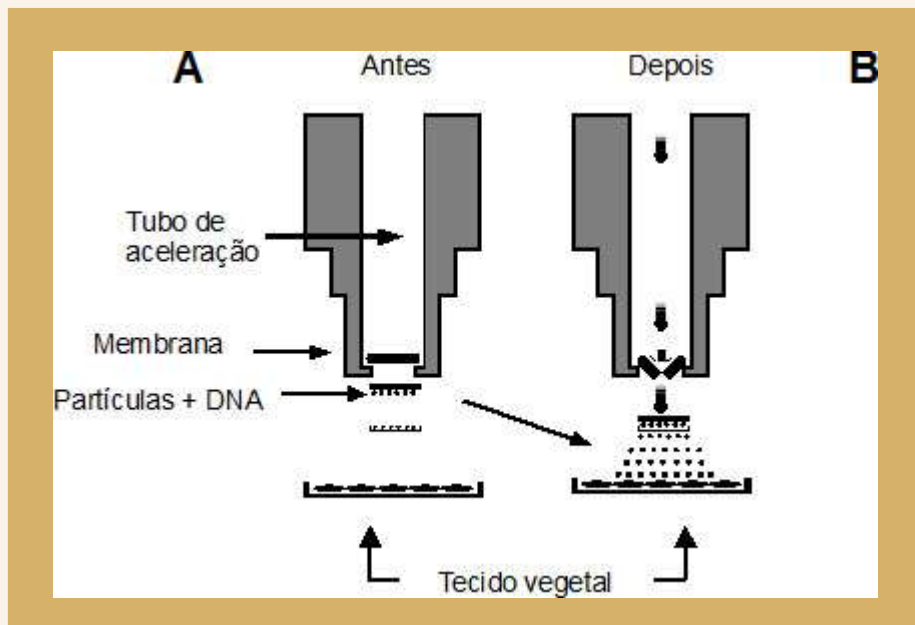 A
Antes
Depois
B
Tubo de
aceleração
Membrana
Partículas + DNA
Tecido vegetal